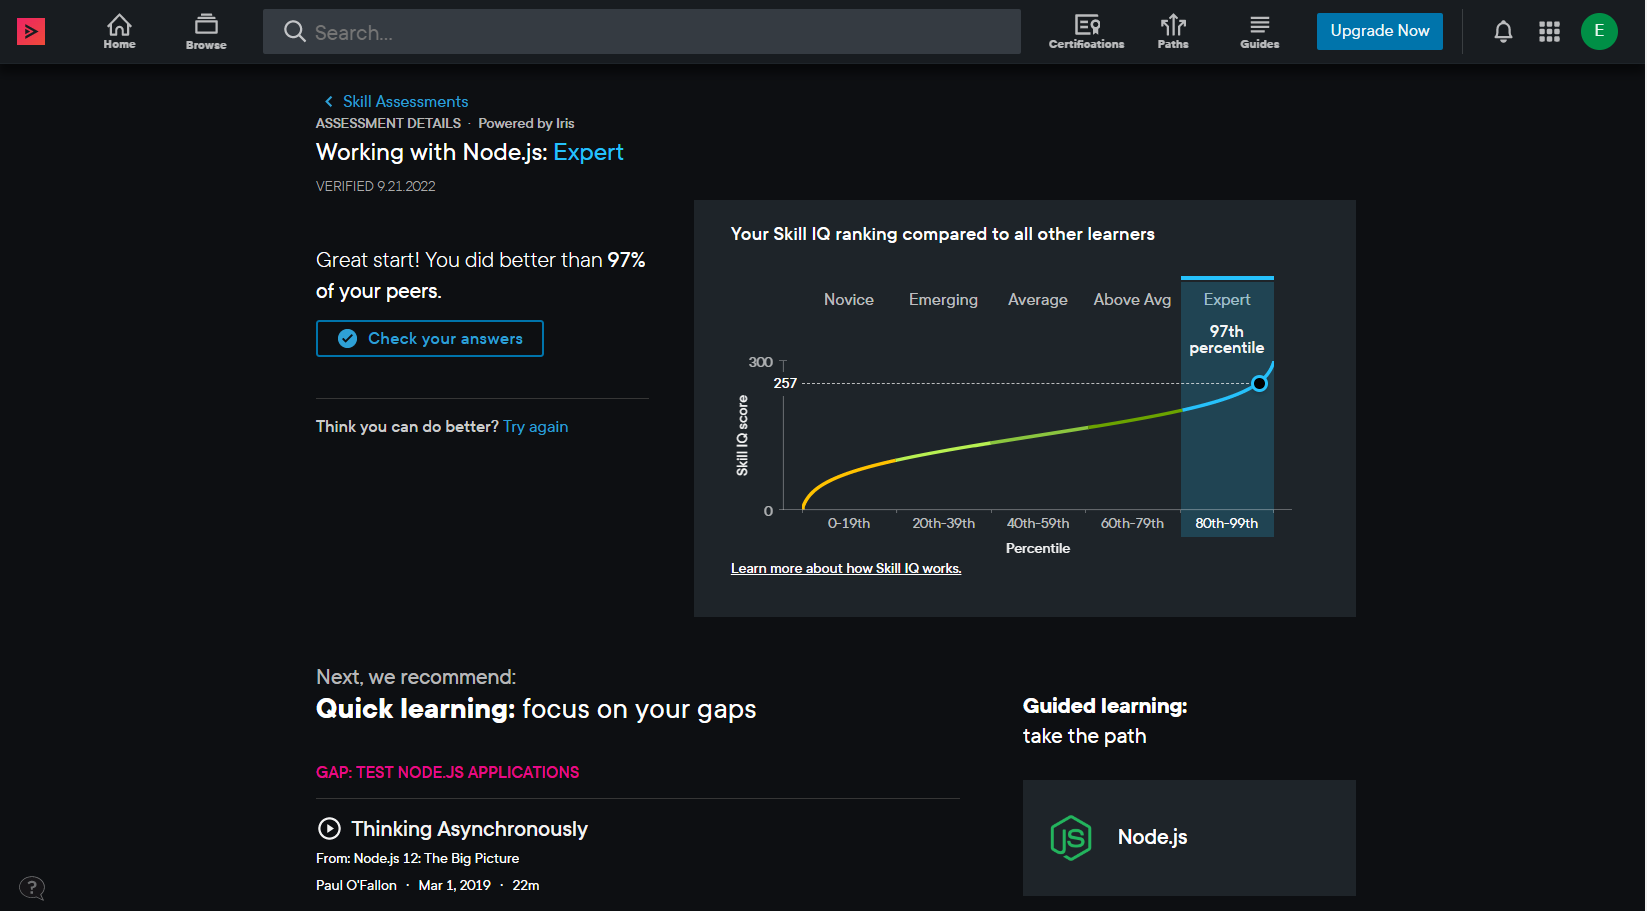 Home
Browse
Search...
Certifications
Paths
Guides
Upgrade Now
E
Skill Assessments
ASSESSMENT DETAILS · Powered by Iris
Working with Node.js: Expert
VERIFIED 9.21.2022
Great start! You did better than 97%
of your peers.
Check your answers
Think you can do better? Try again
Your Skill IQ ranking compared to all other learners
Novice
Emerging
Average
Above Avg
Expert
97th
percentile
300
257
Skill IQ score
0
0-19th
20th-39th
40th-59th
60th-79th
80th-99th
Percentile
Learn more about how Skill IQ works.
Next, we recommend:
Quick learning: focus on your gaps
GAP: TEST NODE.JS APPLICATIONS
Thinking Asynchronously
From: Node.js 12: The Big Picture
Paul O'Fallon · Mar 1, 2019 · 22m
Guided learning:
take the path
JS
Node.js
?